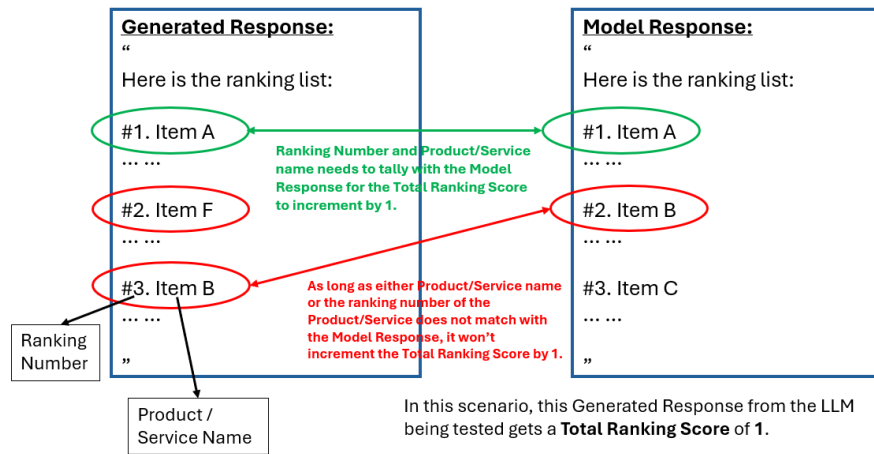 Generated Response:
“
Here is the ranking list:
#1. Item A
... ...
#2. Item F
... ...
#3. Item B
... ...
”
Ranking
Number
Product /
Service Name
Ranking Number and Product/Service
name needs to tally with the Model
Response for the Total Ranking Score
to increment by 1.
As long as either Product/Service name
or the ranking number of the
Product/Service does not match with
the Model Response, it won’t
increment the Total Ranking Score by 1.
Model Response:
“
Here is the ranking list:
#1. Item A
... ...
#2. Item B
... ...
#3. Item C
... ...
”
In this scenario, this Generated Response from the LLM
being tested gets a Total Ranking Score of 1.